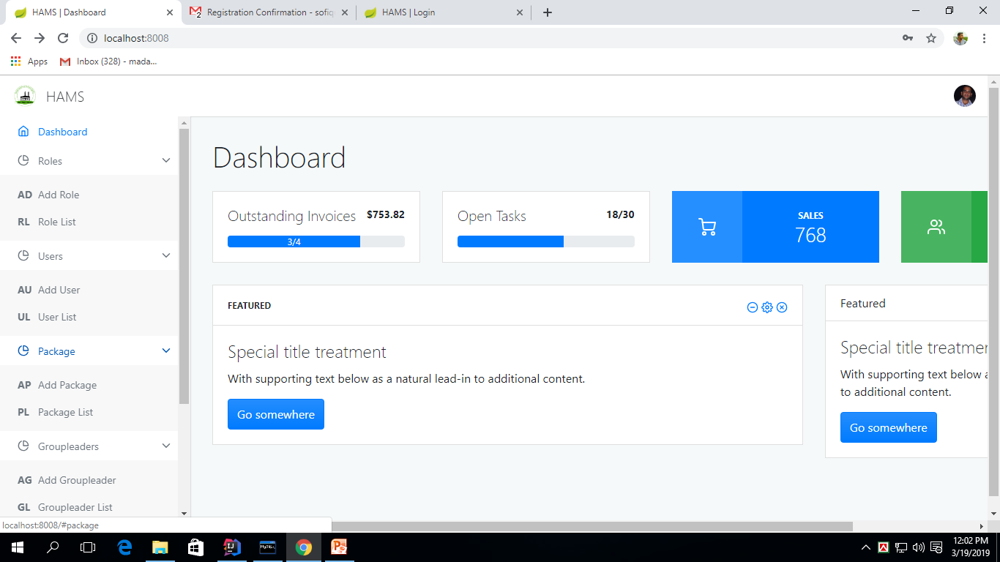 HAMS | Dashboard
Registration Confirmation - sofiq
HAMS | Login
localhost:8008
Apps
Inbox (328) - mada...
HAMS
Dashboard
Roles
AD Add Role
RL Role List
Users
AU Add User
UL User List
Package
AP Add Package
PL Package List
Groupleaders
AG Add Groupleader
GL Groupleader List
Dashboard
Outstanding Invoices $753.82
3/4
Open Tasks 18/30
SALES
768
FEATURED
Special title treatment
With supporting text below as a natural lead-in to additional content.
Go somewhere
Featured
Special title treatmer
With supporting text below a
to additional content.
Go somewhere
localhost:8008/#package
12:02 PM
3/19/2019